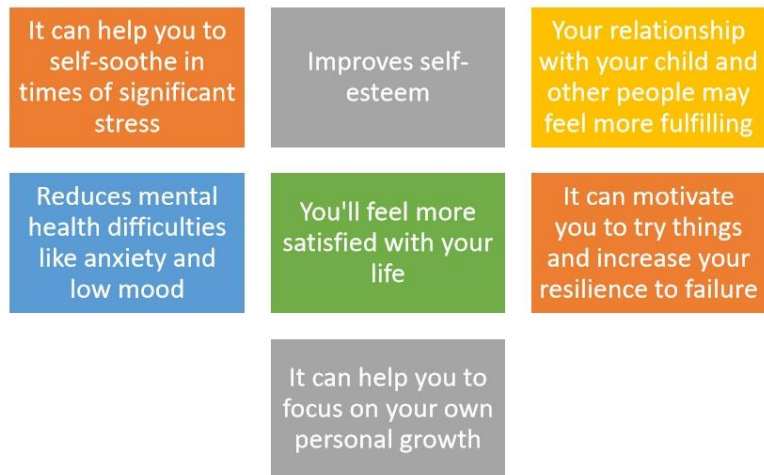 It can help you to
self-soothe in
times of significant
stress
Improves self-
esteem
Your relationship
with your child and
other people may
feel more fulfilling
Reduces mental
health difficulties
like anxiety and
low mood
You'll feel more
satisfied with your
life
It can motivate
you to try things
and increase your
resilience to failure
It can help you to
focus on your own
personal growth